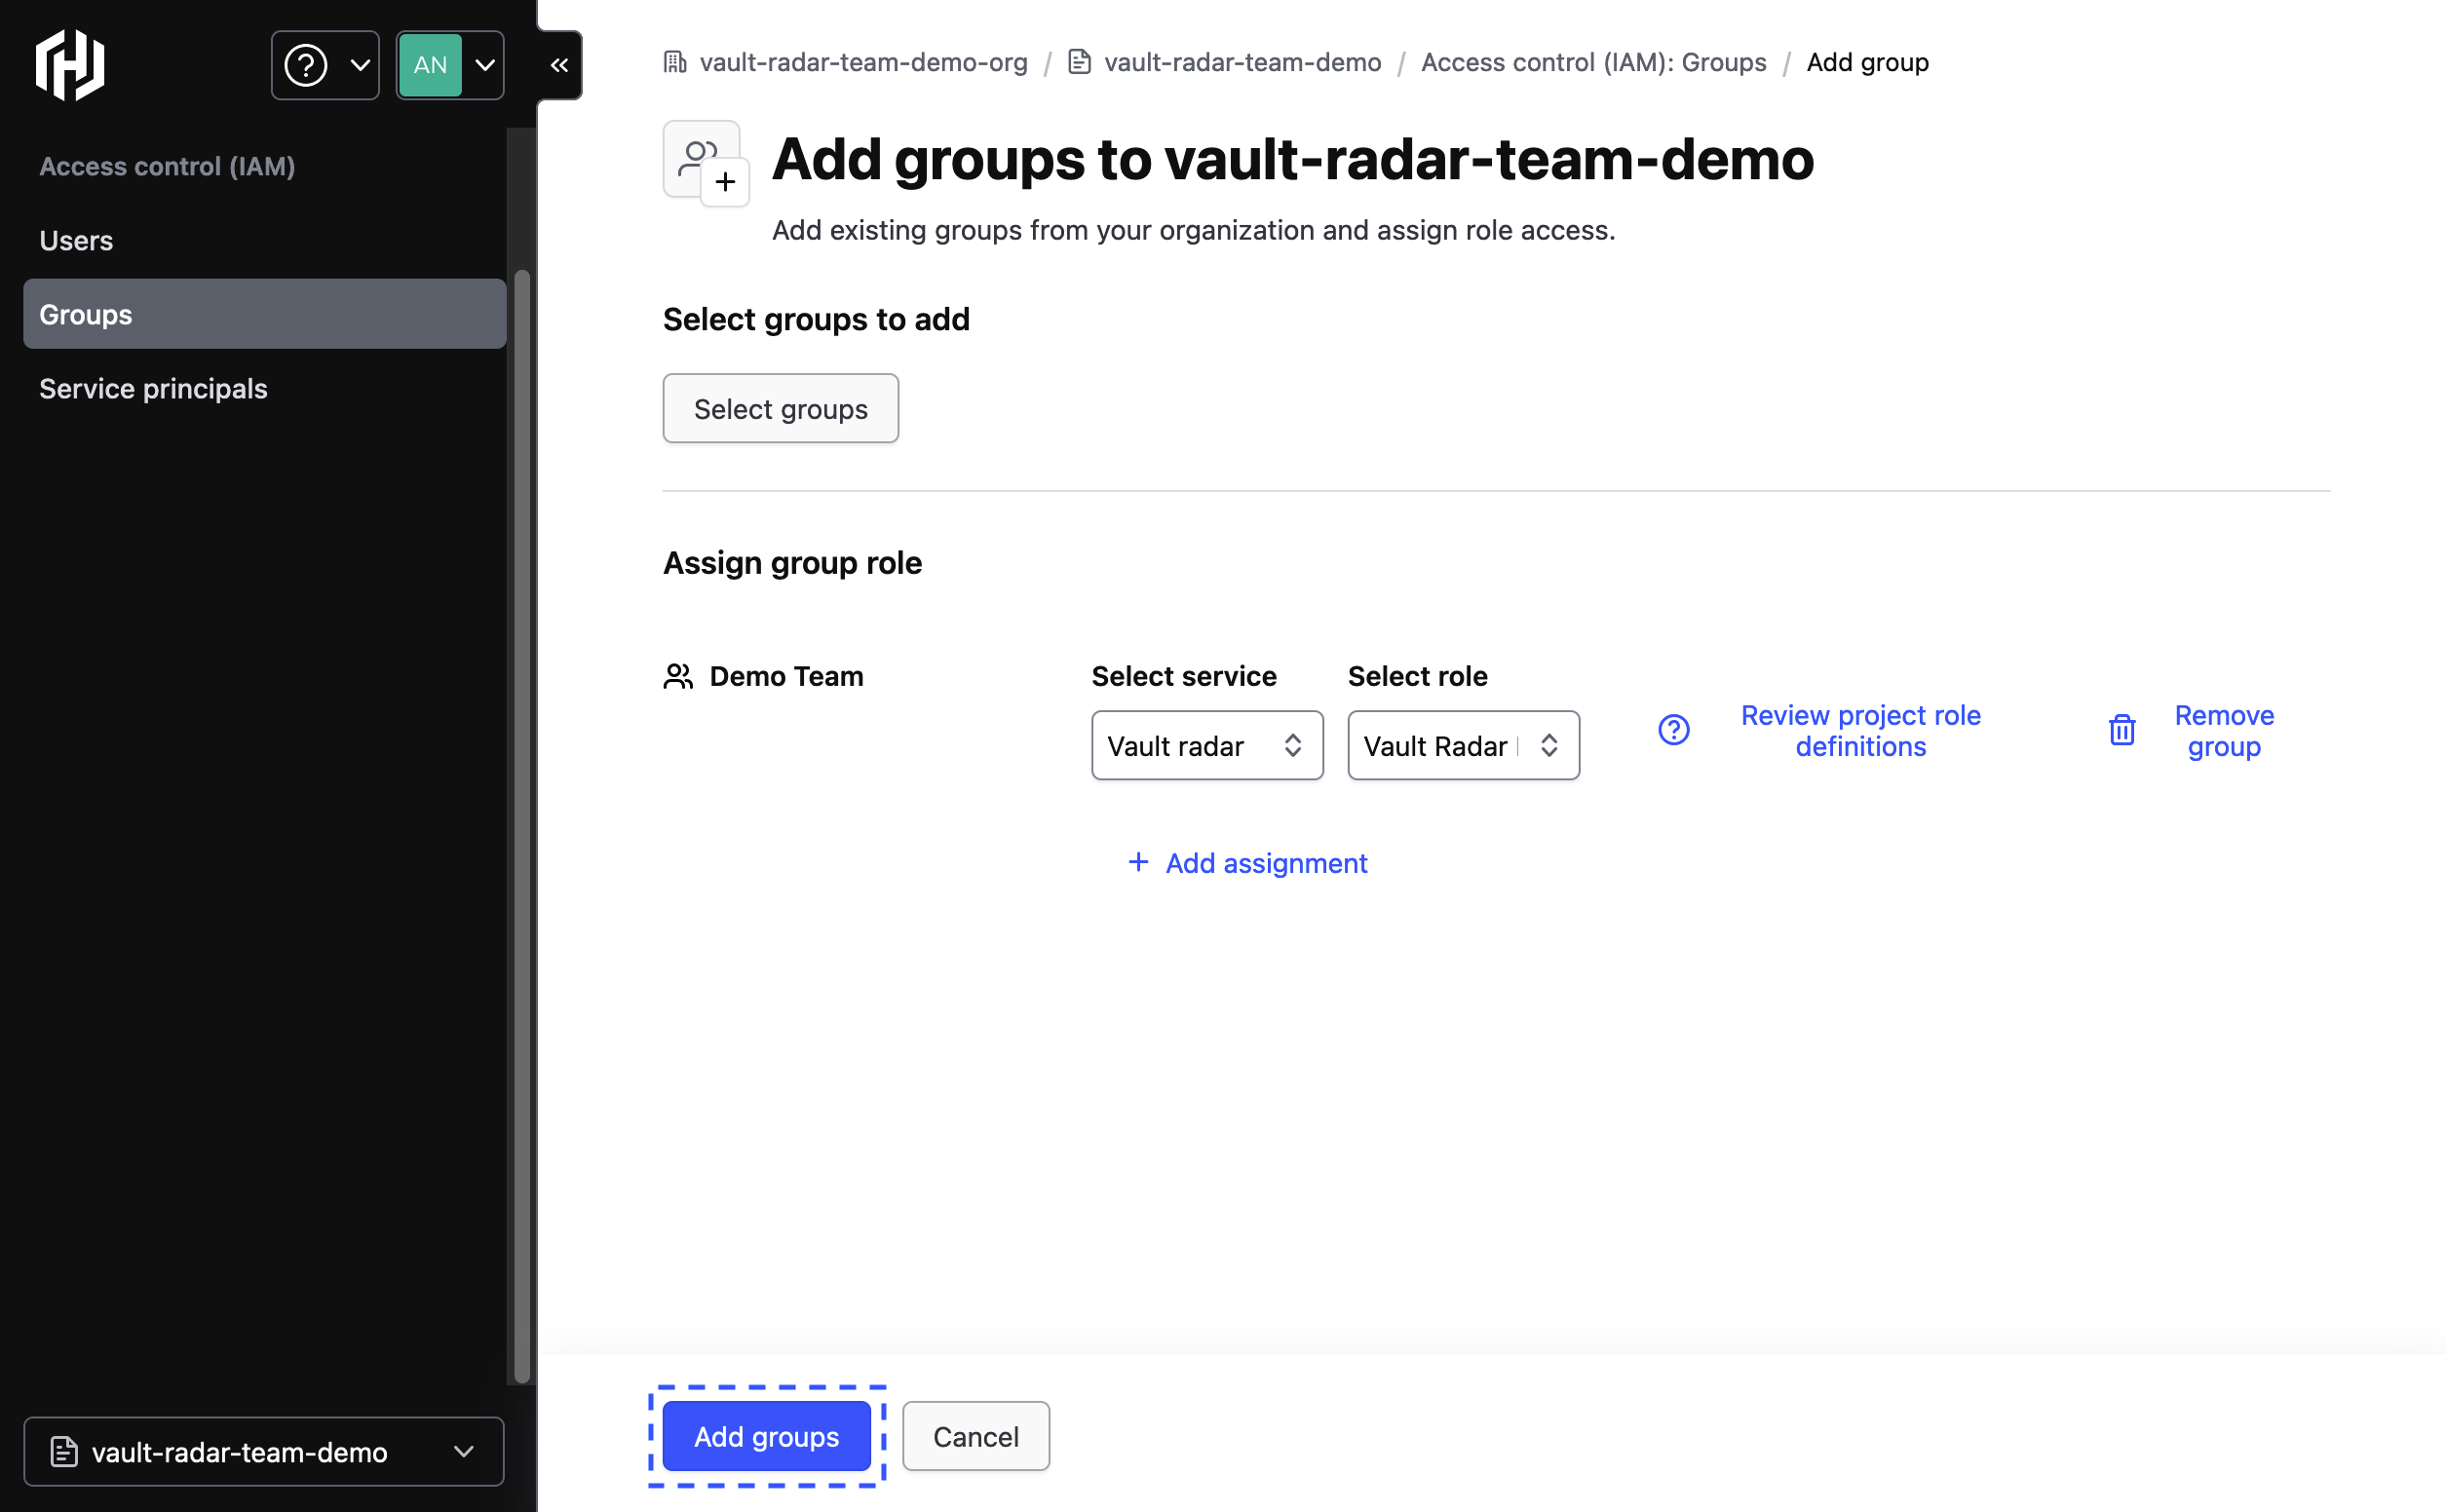 AN
Access control (IAM)
Users
Groups
Service principals
vault-radar-team-demo
vault-radar-team-demo-org / vault-radar-team-demo / Access control (IAM): Groups / Add group
Add groups to vault-radar-team-demo
Add existing groups from your organization and assign role access.
Select groups to add
Select groups
Assign group role
Demo Team
Select service
Vault radar
Select role
Vault Radar
Review project role
definitions
Remove
group
+ Add assignment
Add groups
Cancel